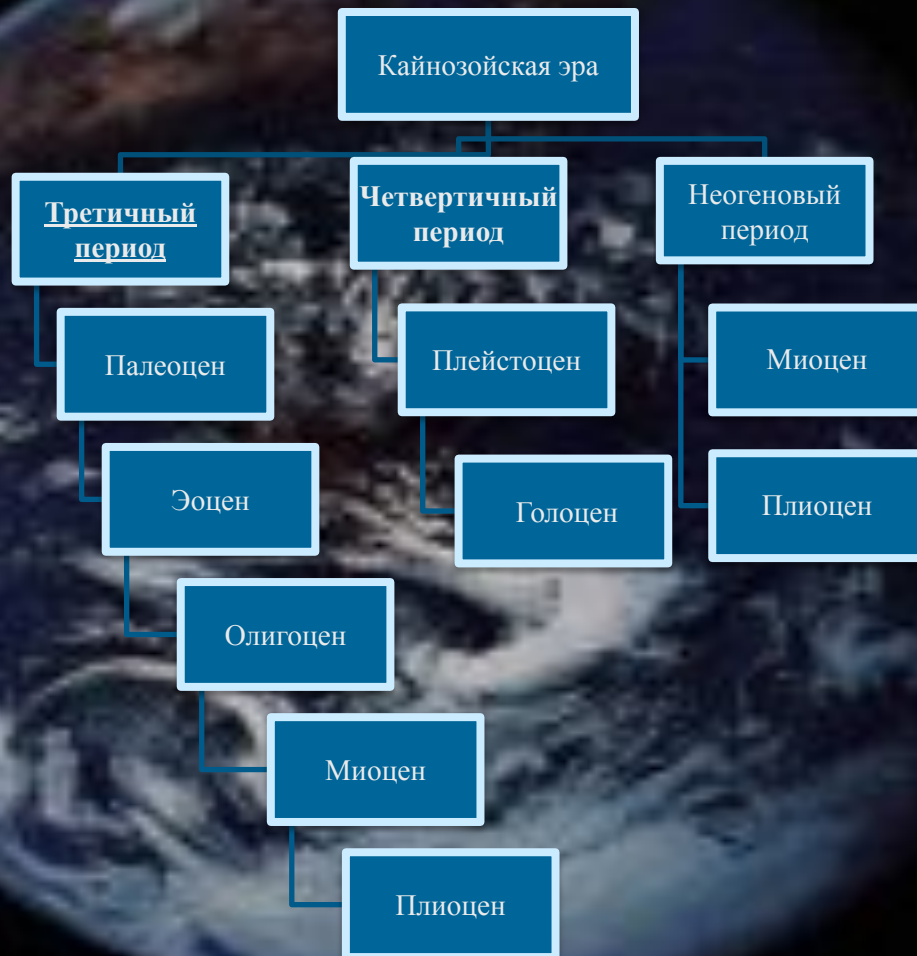 Кайнозойская эра
Третичный
период
Четвертичный
период
Неогеновый
период
Палеоцен
Плейстоцен
Миоцен
Эоцен
Голоцен
Плиоцен
Олигоцен
Миоцен
Плиоцен